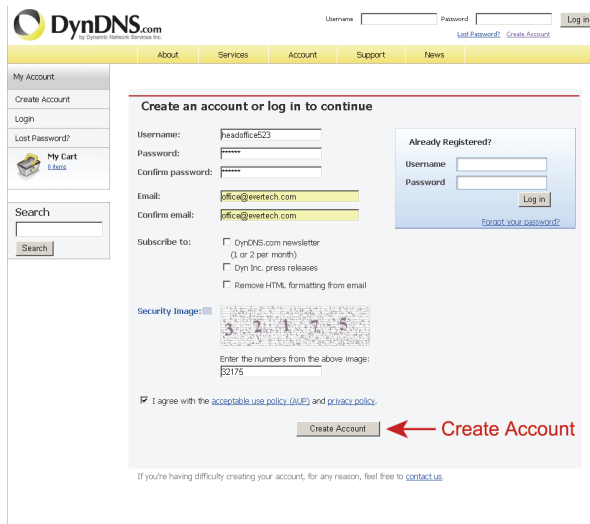 DynDNS.com
by Dynamic Network Services Inc.
Username Password Log in
Lost Password? Create Account
About Services Account Support News
My Account
Create Account
Login
Lost Password?
My Cart
0 items
Search
Search
Create an account or log in to continue
Username: headoffice523
Password: ******
Confirm password: ******
Email: office@evertech.com
Confirm email: office@evertech.com
Subscribe to: DynDNS.com newsletter
(1 or 2 per month)
Dyn Inc. press releases
Remove HTML formatting from email
Security Image:
3 2 1 7 5
Enter the numbers from the above image:
32175
I agree with the acceptable use policy (AUP) and privacy policy.
Create Account
Create Account
Already Registered?
Username
Password
Log in
Forgot your password?
If you're having difficulty creating your account, for any reason, feel free to contact us.